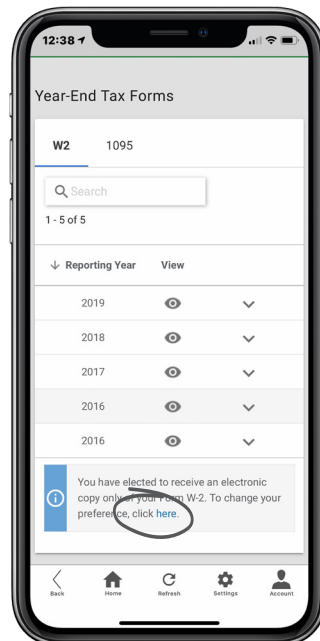 12:38
Year-End Tax Forms
W2 1095
Search
1 - 5 of 5
Reporting Year View
2019
2018
2017
2016
2016
You have elected to receive an electronic
copy only of your Form W-2. To change your
preference, click here.
Back Home Refresh Settings Account